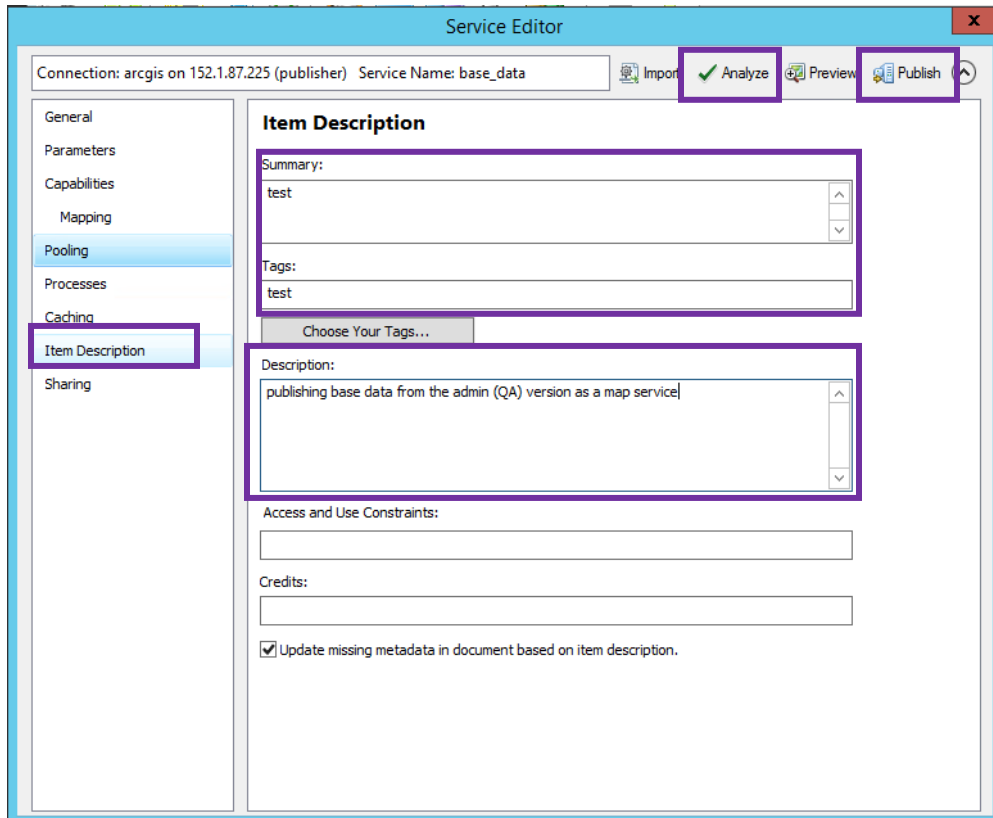 Service Editor
x
Connection: arcgis on 152.1.87.225 (publisher) Service Name: base_data
Import
Analyze
Preview
Publish
General
Parameters
Capabilities
Mapping
Pooling
Processes
Caching
Item Description
Sharing
Item Description
Summary:
test
Tags:
test
Choose Your Tags...
Description:
publishing base data from the admin (QA) version as a map service
Access and Use Constraints:
Credits:
Update missing metadata in document based on item description.